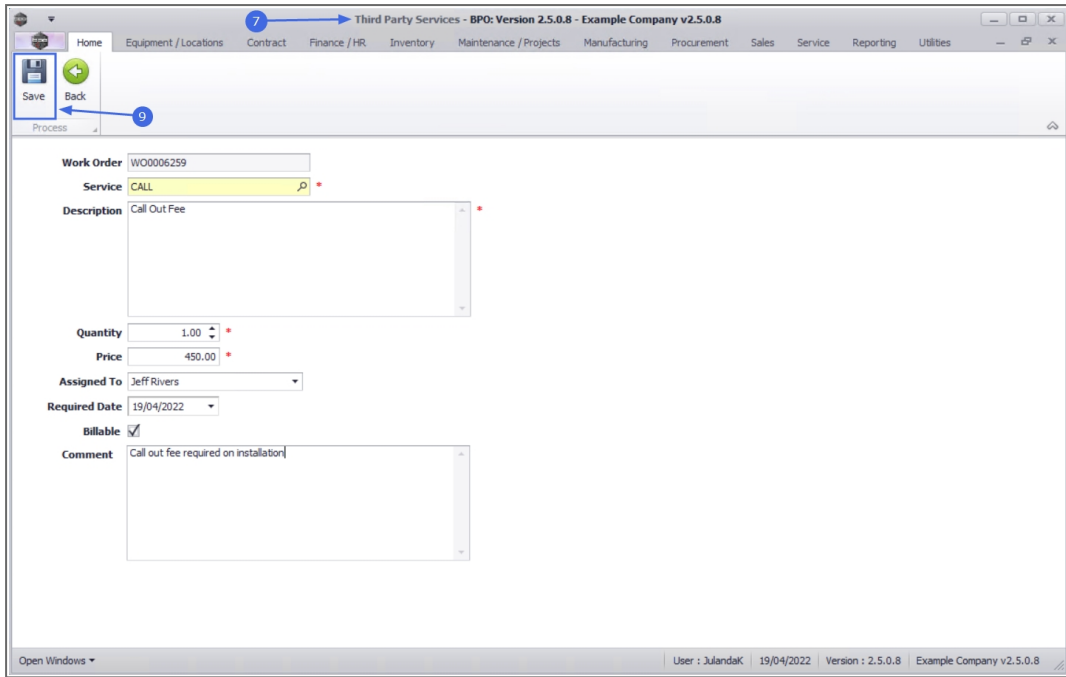 7
Third Party Services - BPO: Version 2.5.0.8 - Example Company v2.5.0.8
Home Equipment / Locations Contract Finance / HR Inventory Maintenance / Projects Manufacturing Procurement Sales Service Reporting Utilities
Save Back
9
Process
Work Order WO0006259
Service CALL *
Description Call Out Fee *
Quantity 1.00 *
Price 450.00 *
Assigned To Jeff Rivers
Required Date 19/04/2022
Billable
Comment Call out fee required on installation
Open Windows User : JulandaK 19/04/2022 Version : 2.5.0.8 Example Company v2.5.0.8